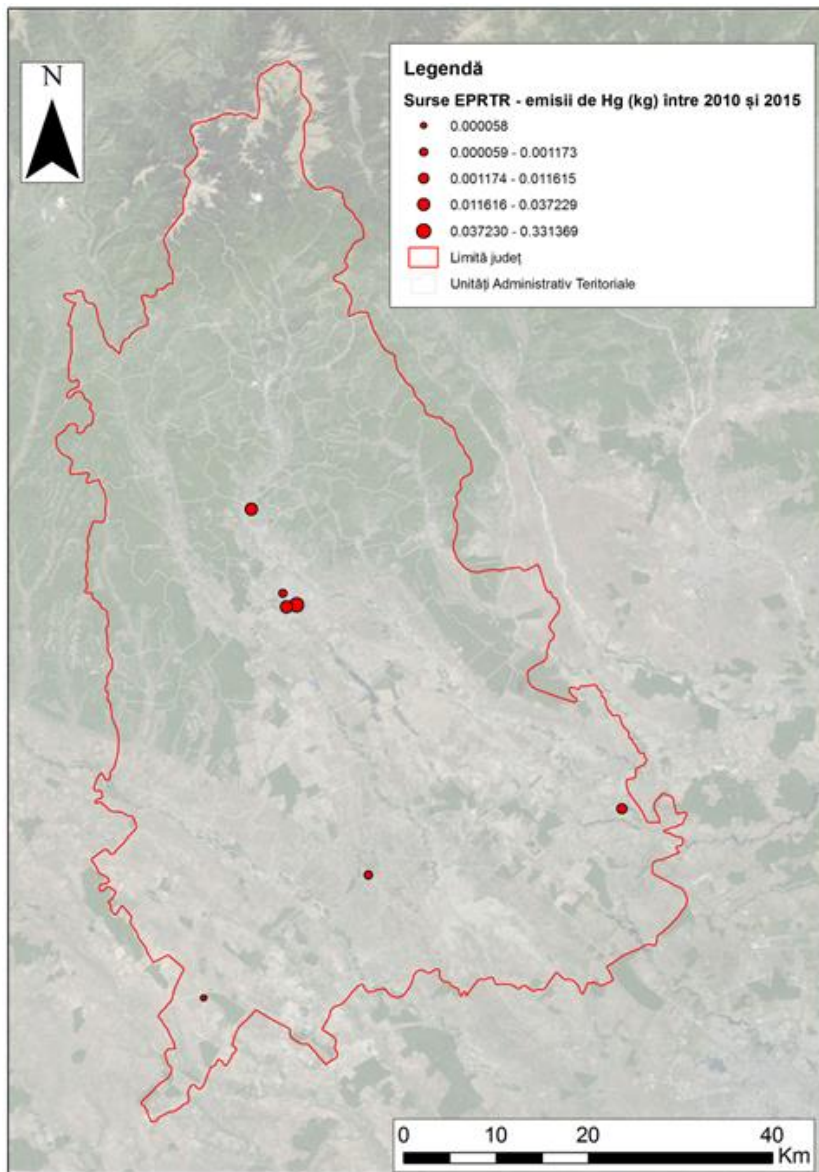 N
Legendă
Surse EPRTR - emisii de Hg (kg) între 2010 și 2015
0.000058
0.000059 - 0.001173
0.001174 - 0.011615
0.011616 - 0.037229
0.037230 - 0.331369
Limită județ
Unități Administrativ Teritoriale
0 10 20 40
Km